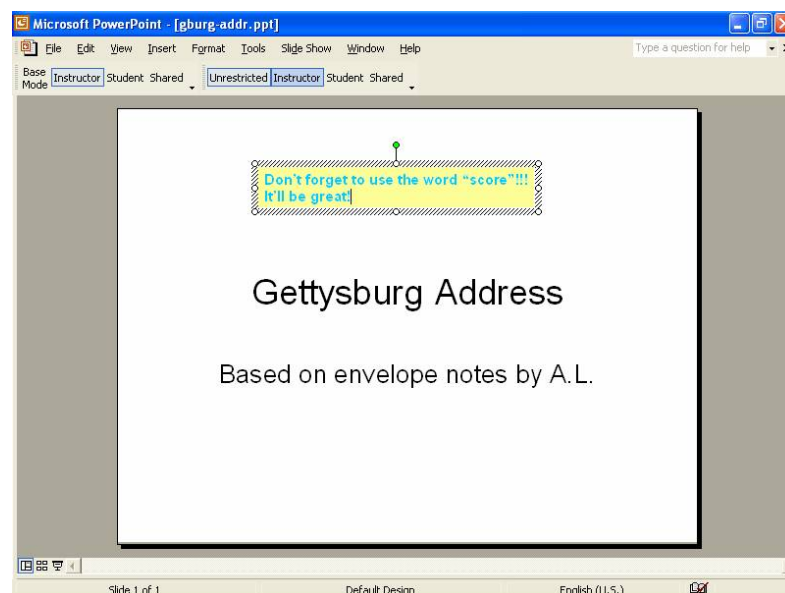 Microsoft PowerPoint - [gburg-addr.ppt]
File Edit View Insert Format Tools Slide Show Window Help Type a question for help
Base Mode Instructor Student Shared Unrestricted Instructor Student Shared
Don't forget to use the word “score”!!!
It'll be great!
Gettysburg Address
Based on envelope notes by A.L.
Slide 1 of 1 Default Design English (U.S.)